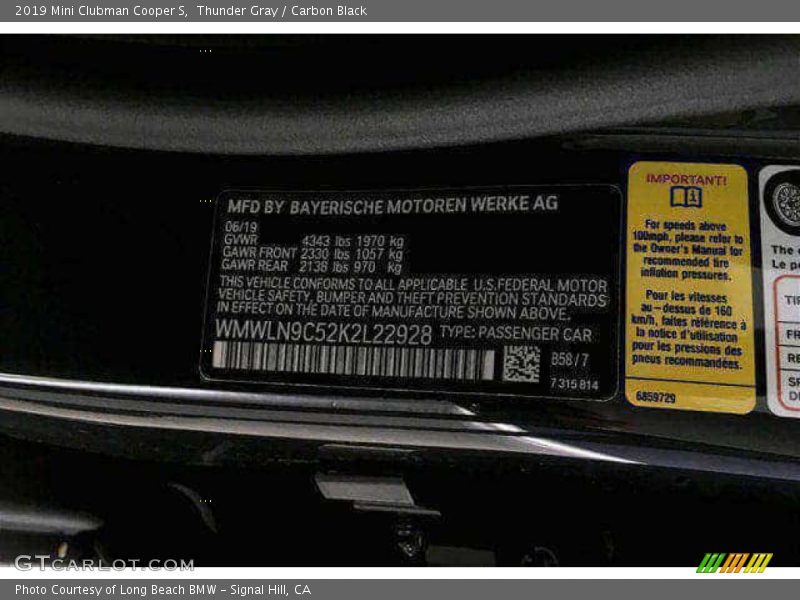 2019 Mini Clubman Cooper S,  Thunder Gray / Carbon Black
MFD BY BAYERISCHE MOTOREN WERKE AG
06/19
GVWR 4343 lbs 1970 kg
GAWR FRONT 2330 lbs 1057 kg
GAWR REAR 2138 lbs 970 kg
THIS VEHICLE CONFORMS TO ALL APPLICABLE U.S.FEDERAL MOTOR
VEHICLE SAFETY, BUMPER AND THEFT PREVENTION STANDARDS
IN EFFECT ON THE DATE OF MANUFACTURE SHOWN ABOVE.
WMWLN9C52K2L22928 TYPE: PASSENGER CAR
B58/7
7 315 814
IMPORTANT!
For speeds above
100mph, please refer to
the Owner's Manual for
recommended tire
inflation pressures.
Pour les vitesses
au-dessus de 160
km/h, faites référence à
la notice d'utilisation
pour les pressions des
pneus recommandées.
6859729
The
Le
GTCARLOT.COM
Photo Courtesy of Long Beach BMW - Signal Hill, CA